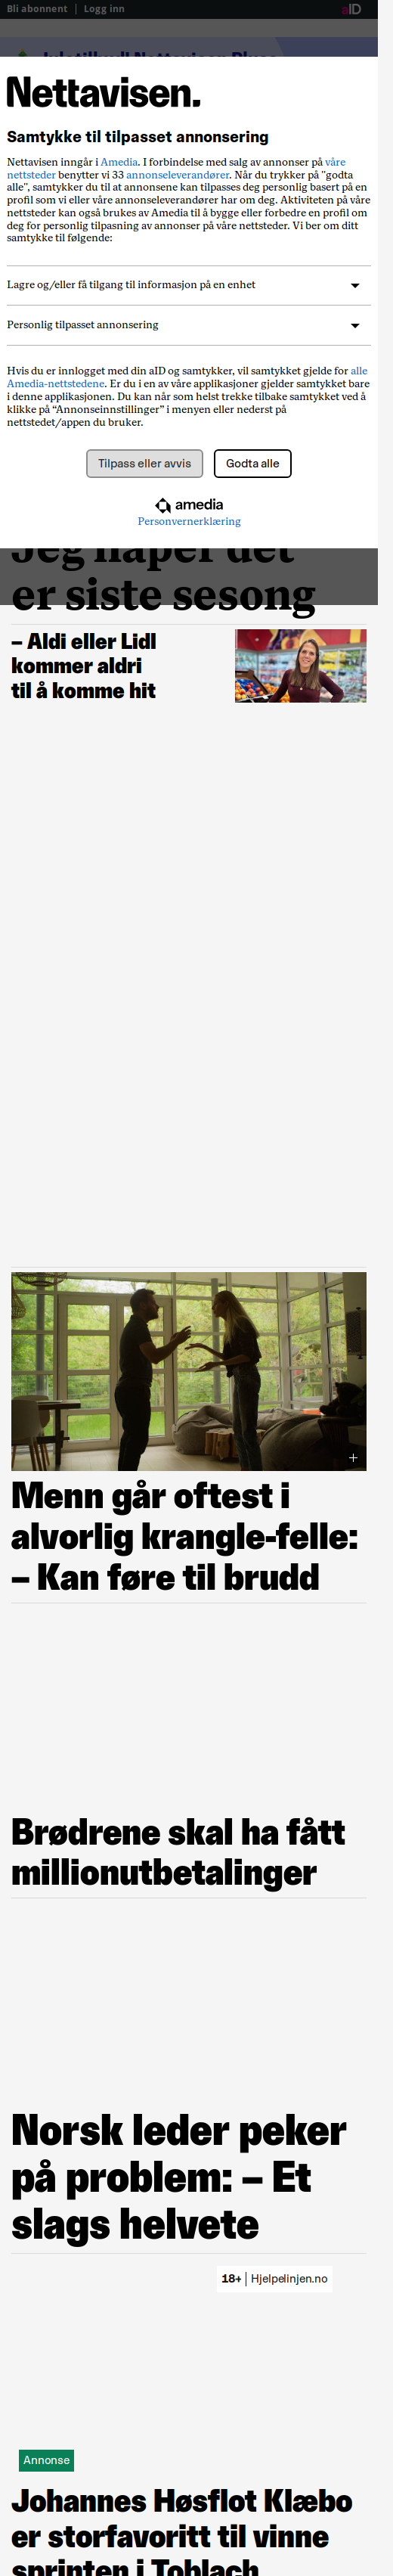 Bli abonnent | Logg inn
aID
Nettavisen.
Samtykke til tilpasset annonsering
Nettavisen inngår i Amedia. I forbindelse med salg av annonser på våre
nettsteder benytter vi 33 annonseleverandører. Når du trykker på "godta
alle", samtykker du til at annonsene kan tilpasses deg personlig basert på en
profil som vi eller våre annonseleverandører har om deg. Aktiviteten på våre
nettsteder kan også brukes av Amedia til å bygge eller forbedre en profil om
deg for personlig tilpasning av annonser på våre nettsteder. Vi ber om ditt
samtykke til følgende:
Lagre og/eller få tilgang til informasjon på en enhet
Personlig tilpasset annonsering
Hvis du er innlogget med din aID og samtykker, vil samtykket gjelde for alle
Amedia-nettstedene. Er du i en av våre applikasjoner gjelder samtykket bare
i denne applikasjonen. Du kan når som helst trekke tilbake samtykket ved å
klikke på “Annonseinnstillinger” i menyen eller nederst på
nettstedet/appen du bruker.
Tilpass eller avvis
Godta alle
amedia
Personvernerklæring
Jeg håper det
er siste sesong
– Aldi eller Lidl
kommer aldri
til å komme hit
Menn går oftest i
alvorlig krangle-felle:
– Kan føre til brudd
Brødrene skal ha fått
millionutbetalinger
Norsk leder peker
på problem: – Et
slags helvete
18+ | Hjelpelinjen.no
Annonse
Johannes Høsflot Klæbo
er storfavoritt til vinne
sprinten i Toblach